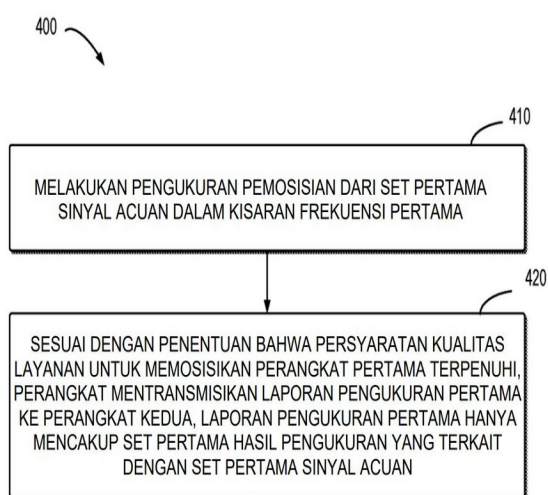 400
410
MELAKUKAN PENGUKURAN PEMOSISIAN DARI SET PERTAMA
SINYAL ACUAN DALAM KISARAN FREKUENSI PERTAMA
420
SESUAI DENGAN PENENTUAN BAHWA PERSYARATAN KUALITAS
LAYANAN UNTUK MEMOSISIKAN PERANGKAT PERTAMA TERPENUHI,
PERANGKAT MENTRANSMISIKAN LAPORAN PENGUKURAN PERTAMA
KE PERANGKAT KEDUA, LAPORAN PENGUKURAN PERTAMA HANYA
MENCAKUP SET PERTAMA HASIL PENGUKURAN YANG TERKAIT
DENGAN SET PERTAMA SINYAL ACUAN